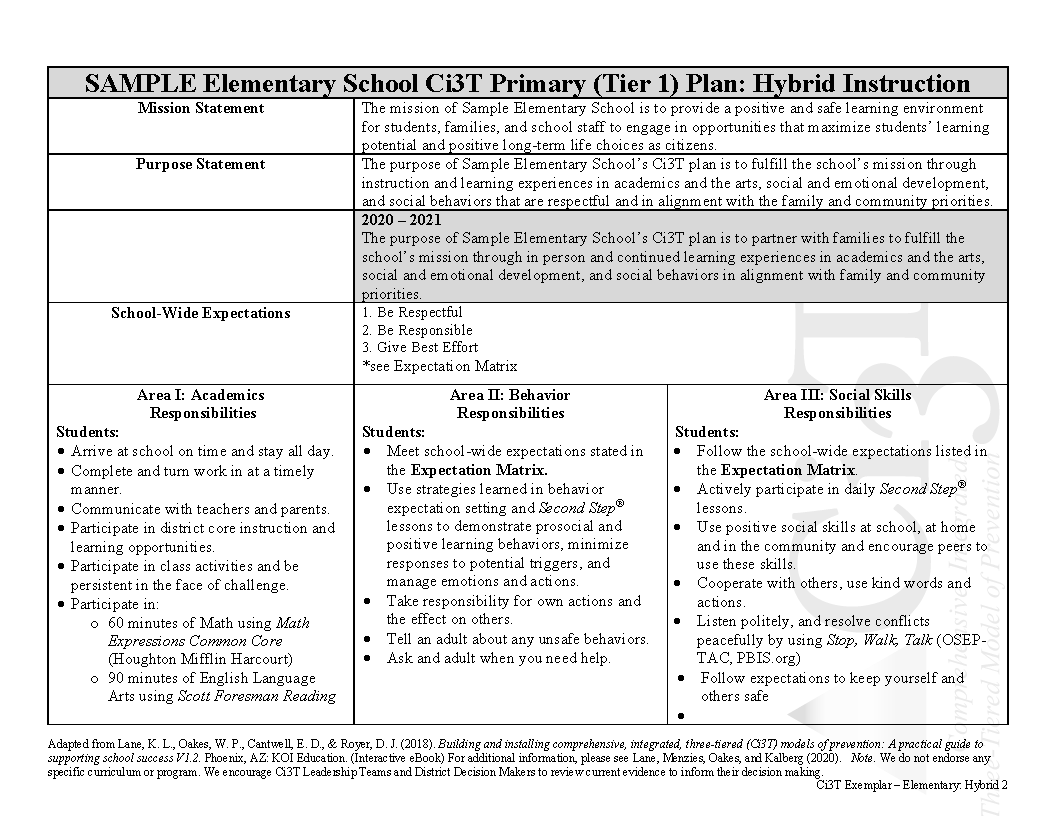 SAMPLE Elementary School Ci3T Primary (Tier 1) Plan: Hybrid Instruction
Mission Statement
The mission of Sample Elementary School is to provide a positive and safe learning environment
for students, families, and school staff to engage in opportunities that maximize students’ learning
potential and positive long-term life choices as citizens.
Purpose Statement
The purpose of Sample Elementary School’s Ci3T plan is to fulfill the school’s mission through
instruction and learning experiences in academics and the arts, social and emotional development,
and social behaviors that are respectful and in alignment with the family and community priorities.
2020 – 2021
The purpose of Sample Elementary School’s Ci3T plan is to partner with families to fulfill the
school’s mission through in person and continued learning experiences in academics and the arts,
social and emotional development, and social behaviors in alignment with family and community
priorities.
School-Wide Expectations
1. Be Respectful
2. Be Responsible
3. Give Best Effort
*see Expectation Matrix
Area I: Academics
Responsibilities
Students:
• Arrive at school on time and stay all day.
• Complete and turn work in at a timely
manner.
• Communicate with teachers and parents.
• Participate in district core instruction and
learning opportunities.
• Participate in class activities and be
persistent in the face of challenge.
• Participate in:
o 60 minutes of Math using Math
Expressions Common Core
(Houghton Mifflin Harcourt)
o 90 minutes of English Language
Arts using Scott Foresman Reading
Area II: Behavior
Responsibilities
Students:
• Meet school-wide expectations stated in
the Expectation Matrix.
• Use strategies learned in behavior
expectation setting and Second Step®
lessons to demonstrate prosocial and
positive learning behaviors, minimize
responses to potential triggers, and
manage emotions and actions.
• Take responsibility for own actions and
the effect on others.
• Tell an adult about any unsafe behaviors.
• Ask and adult when you need help.
Area III: Social Skills
Responsibilities
Students:
• Follow the school-wide expectations listed in
the Expectation Matrix.
• Actively participate in daily Second Step®
lessons.
• Use positive social skills at school, at home
and in the community and encourage peers to
use these skills.
• Cooperate with others, use kind words and
actions.
• Listen politely, and resolve conflicts
peacefully by using Stop, Walk, Talk (OSEP-
TAC, PBIS.org)
• Follow expectations to keep yourself and
others safe
•
Adapted from Lane, K. L., Oakes, W. P., Cantwell, E. D., & Royer, D. J. (2018). Building and installing comprehensive, integrated, three-tiered (Ci3T) models of prevention: A practical guide to
supporting school success V1.2. Phoenix, AZ: KOI Education. (Interactive eBook) For additional information, please see Lane, Menzies, Oakes, and Kalberg (2020). Note. We do not endorse any
specific curriculum or program. We encourage Ci3T Leadership Teams and District Decision Makers to review current evidence to inform their decision making.
Ci3T Exemplar – Elementary: Hybrid 2
Ci3T
Three-Tiered Model of Prevention